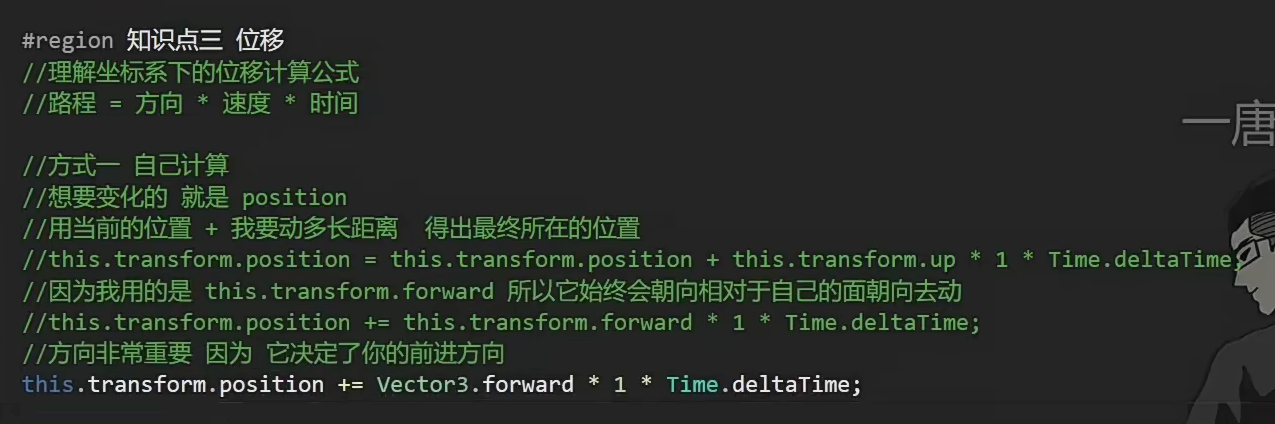 #region 知识点三 位移
//理解坐标系下的位移计算公式
//路程 = 方向 * 速度 * 时间
一唐
//方式一 自己计算
//想要变化的 就是 position
//用当前的位置 + 我要动多长距离  得出最终所在的位置
//this.transform.position = this.transform.position + this.transform.up * 1 * Time.deltaTime;
//因为我用的是 this.transform.forward 所以它始终会朝向相对于自己的面朝向去动
//this.transform.position += this.transform.forward * 1 * Time.deltaTime;
//方向非常重要 因为 它决定了你的前进方向
this.transform.position += Vector3.forward * 1 * Time.deltaTime;